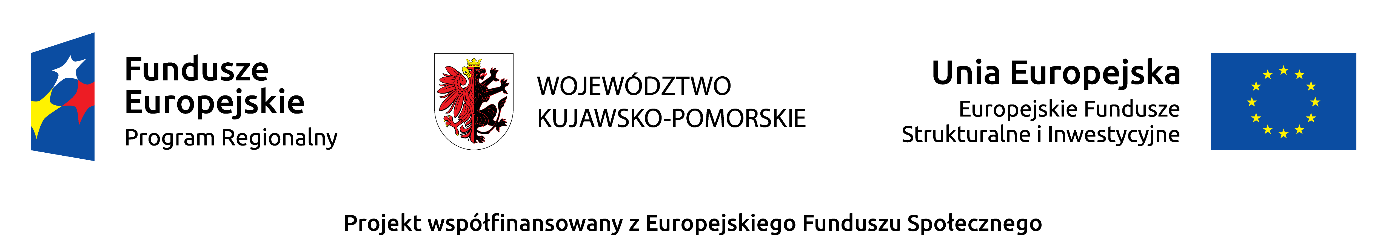 Fundusze
Europejskie
Program Regionalny
WOJEWÓDZTWO
KUJAWSKO-POMORSKIE
Unia Europejska
Europejskie Fundusze
Strukturalne i Inwestycyjne
Projekt współfinansowany z Europejskiego Funduszu Społecznego